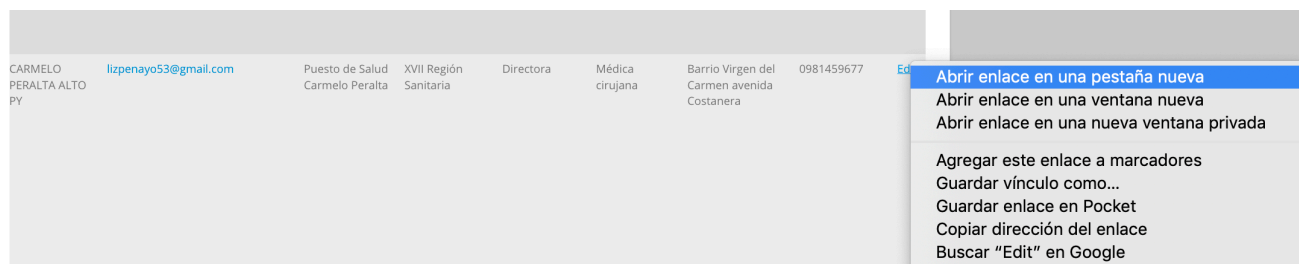 CARMELO
PERALTA ALTO
PY
lizpenayo53@gmail.com
Puesto de Salud
Carmelo Peralta
XVII Región
Sanitaria
Directora
Médica
cirujana
Barrio Virgen del
Carmen avenida
Costanera
0981459677
Ed
Abrir enlace en una pestaña nueva
Abrir enlace en una ventana nueva
Abrir enlace en una nueva ventana privada
Agregar este enlace a marcadores
Guardar vínculo como...
Guardar enlace en Pocket
Copiar dirección del enlace
Buscar “Edit” en Google